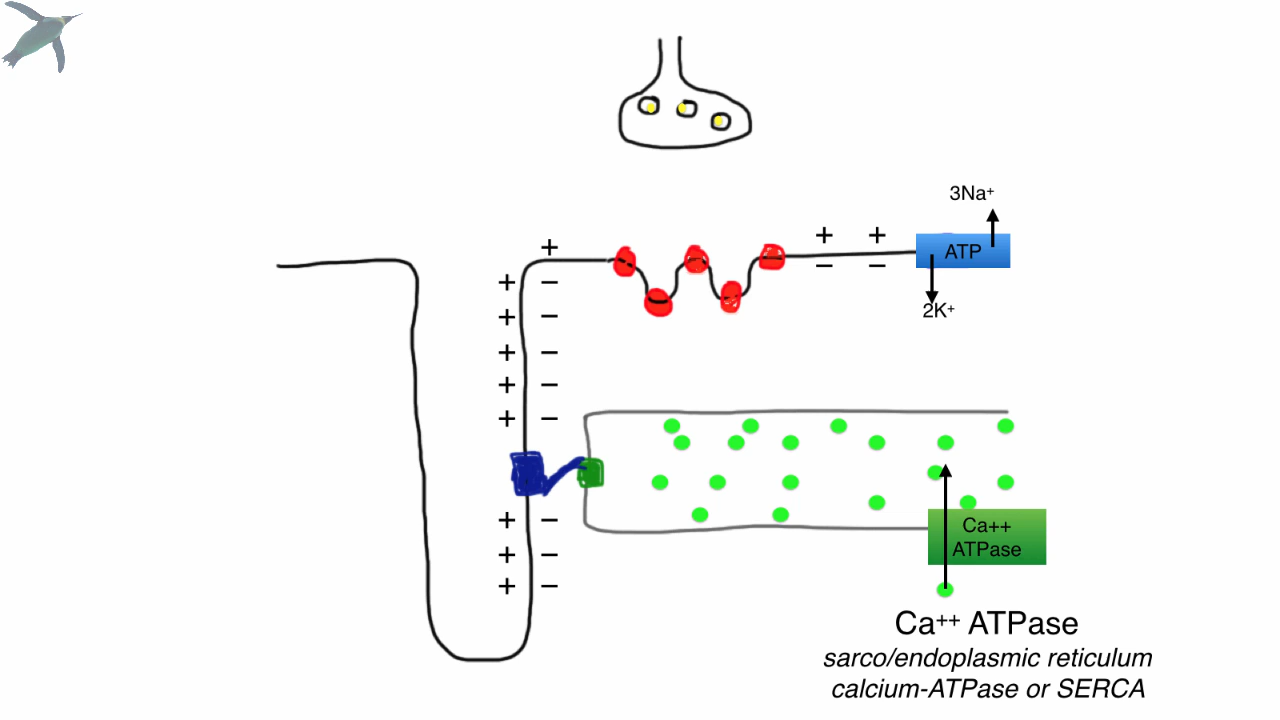 3Na⁺
+ +
ATP
− −
2K⁺
+
+ −
+ −
+ −
+ −
+ −
+ −
+ −
+ −
Ca++
ATPase
Ca⁺⁺ ATPase
sarco/endoplasmic reticulum
calcium-ATPase or SERCA